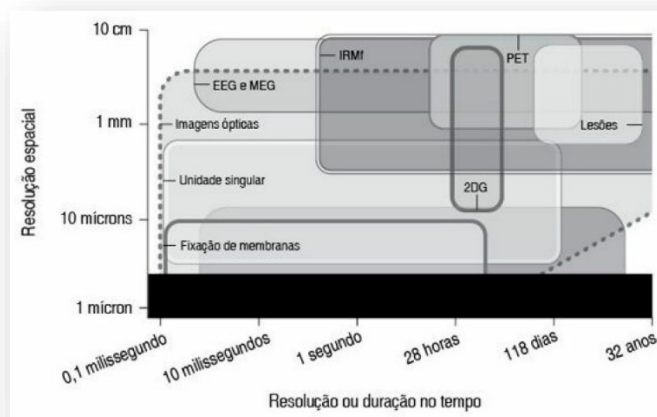 10 cm
1 mm
10 microns
1 mícron
Resolução espacial
IRMf
PET
EEG e MEG
Imagens ópticas
Lesões
Unidade singular
2DG
Fixação de membranas
0,1 milissegundo
10 milissegundos
1 segundo
28 horas
118 dias
32 anos
Resolução ou duração no tempo